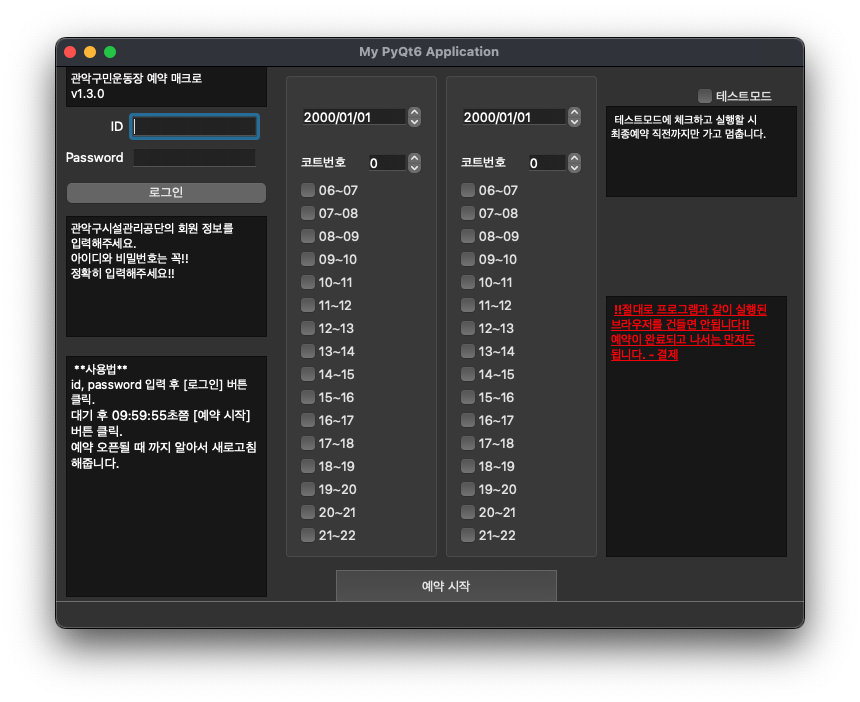 My PyQt6 Application
관악구민운동장 예약 매크로
v1.3.0
ID
Password
로그인
관악구시설관리공단의 회원 정보를
입력해주세요.
아이디와 비밀번호는 꼭!!
정확히 입력해주세요!!
**사용법**
id, password 입력 후 [로그인] 버튼
클릭.
대기 후 09:59:55초쯤 [예약 시작]
버튼 클릭.
예약 오픈될 때 까지 알아서 새로고침
해줍니다.
2000/01/01
코트번호 0
06~07
07~08
08~09
09~10
10~11
11~12
12~13
13~14
14~15
15~16
16~17
17~18
18~19
19~20
20~21
21~22
2000/01/01
코트번호 0
06~07
07~08
08~09
09~10
10~11
11~12
12~13
13~14
14~15
15~16
16~17
17~18
18~19
19~20
20~21
21~22
테스트모드
테스트모드에 체크하고 실행할 시
최종예약 직전까지만 가고 멈춥니다.
!!절대로 프로그램과 같이 실행된
브라우저를 건들면 안됩니다!!
예약이 완료되고 나서는 만져도
됩니다. - 결제
예약 시작